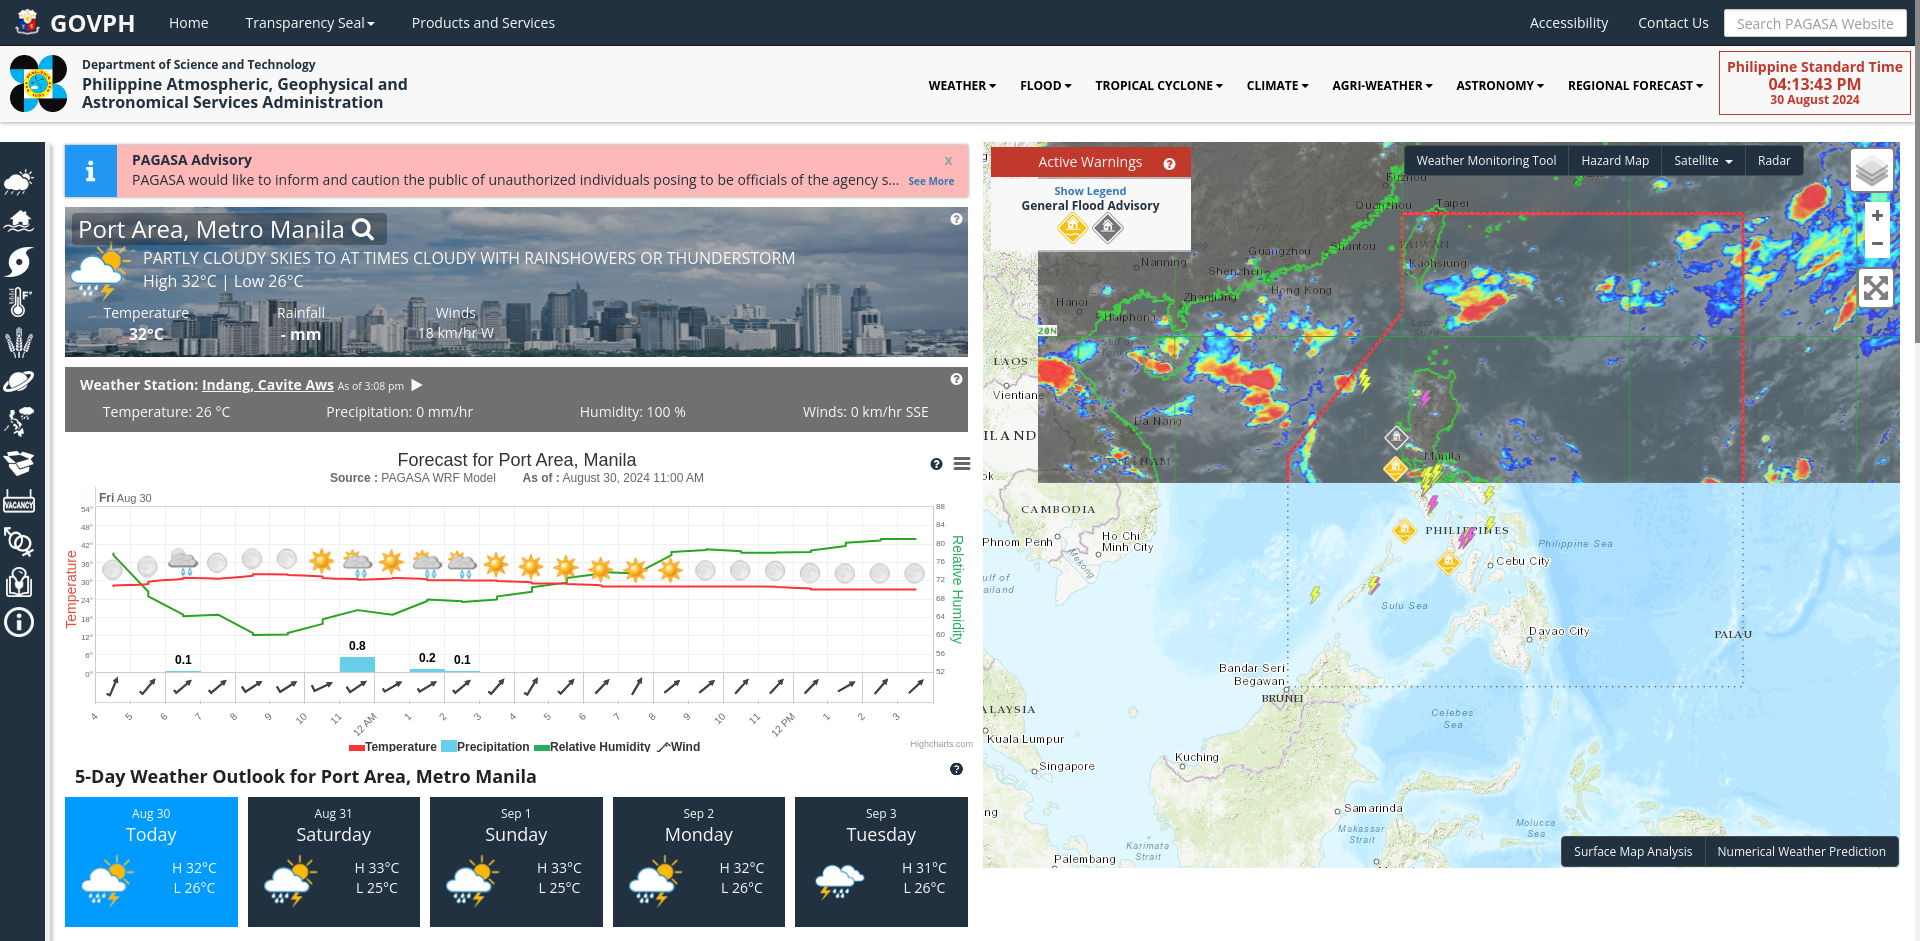 GOVPH
Home
Transparency Seal
Products and Services
Accessibility
Contact Us
Search PAGASA Website
Department of Science and Technology
Philippine Atmospheric, Geophysical and
Astronomical Services Administration
WEATHER
FLOOD
TROPICAL CYCLONE
CLIMATE
AGRI-WEATHER
ASTRONOMY
REGIONAL FORECAST
Philippine Standard Time
04:13:43 PM
30 August 2024
VACANCY
PAGASA Advisory
x
PAGASA would like to inform and caution the public of unauthorized individuals posing to be officials of the agency s...
See More
Port Area, Metro Manila
PARTLY CLOUDY SKIES TO AT TIMES CLOUDY WITH RAINSHOWERS OR THUNDERSTORM
High 32°C | Low 26°C
Temperature
32°C
Rainfall
- mm
Winds
18 km/hr W
Weather Station: Indang, Cavite Aws As of 3:08 pm
Temperature: 26 °C
Precipitation: 0 mm/hr
Humidity: 100 %
Winds: 0 km/hr SSE
Forecast for Port Area, Manila
Source : PAGASA WRF Model As of : August 30, 2024 11:00 AM
Fri Aug 30
Temperature
54°
48°
42°
36°
30°
24°
18°
12°
6°
0°
0.1
0.8
0.2
0.1
88
84
80
76
72
68
64
60
56
52
Relative Humidity
4 5 6 7 8 9 10 11 12 AM 1 2 3 4 5 6 7 8 9 10 11 12 PM 1 2 3
Temperature Precipitation Relative Humidity Wind
Highcharts.com
5-Day Weather Outlook for Port Area, Metro Manila
Aug 30
Today
H 32°C
L 26°C
Aug 31
Saturday
H 33°C
L 25°C
Sep 1
Sunday
H 33°C
L 25°C
Sep 2
Monday
H 32°C
L 26°C
Sep 3
Tuesday
H 31°C
L 26°C
Active Warnings
Show Legend
General Flood Advisory
Weather Monitoring Tool
Hazard Map
Satellite
Radar
+
−
Fuzhou
Quanzhou
Taipei
TAIWAN
Kaohsiung
Shantou
Guangzhou
Shenzhen
Hong Kong
Nanning
Zhanjiang
Hanoi
Haiphong
20N
LAOS
Vientiane
ILAND
Da Nang
VIETNAM
Manila
CAMBODIA
Phnom Penh
Ho Chi
Minh City
Mekong
ulf of
ailand
PHILIPPINES
Philippine Sea
Cebu City
Sulu Sea
Davao City
PALAU
Bandar Seri
Begawan
BRUNEI
ALAYSIA
Kuala Lumpur
Singapore
Kuching
Celebes
Sea
Samarinda
Makassar
Strait
Molucca
Sea
Karimata
Strait
Palembang
ng
Surface Map Analysis
Numerical Weather Prediction